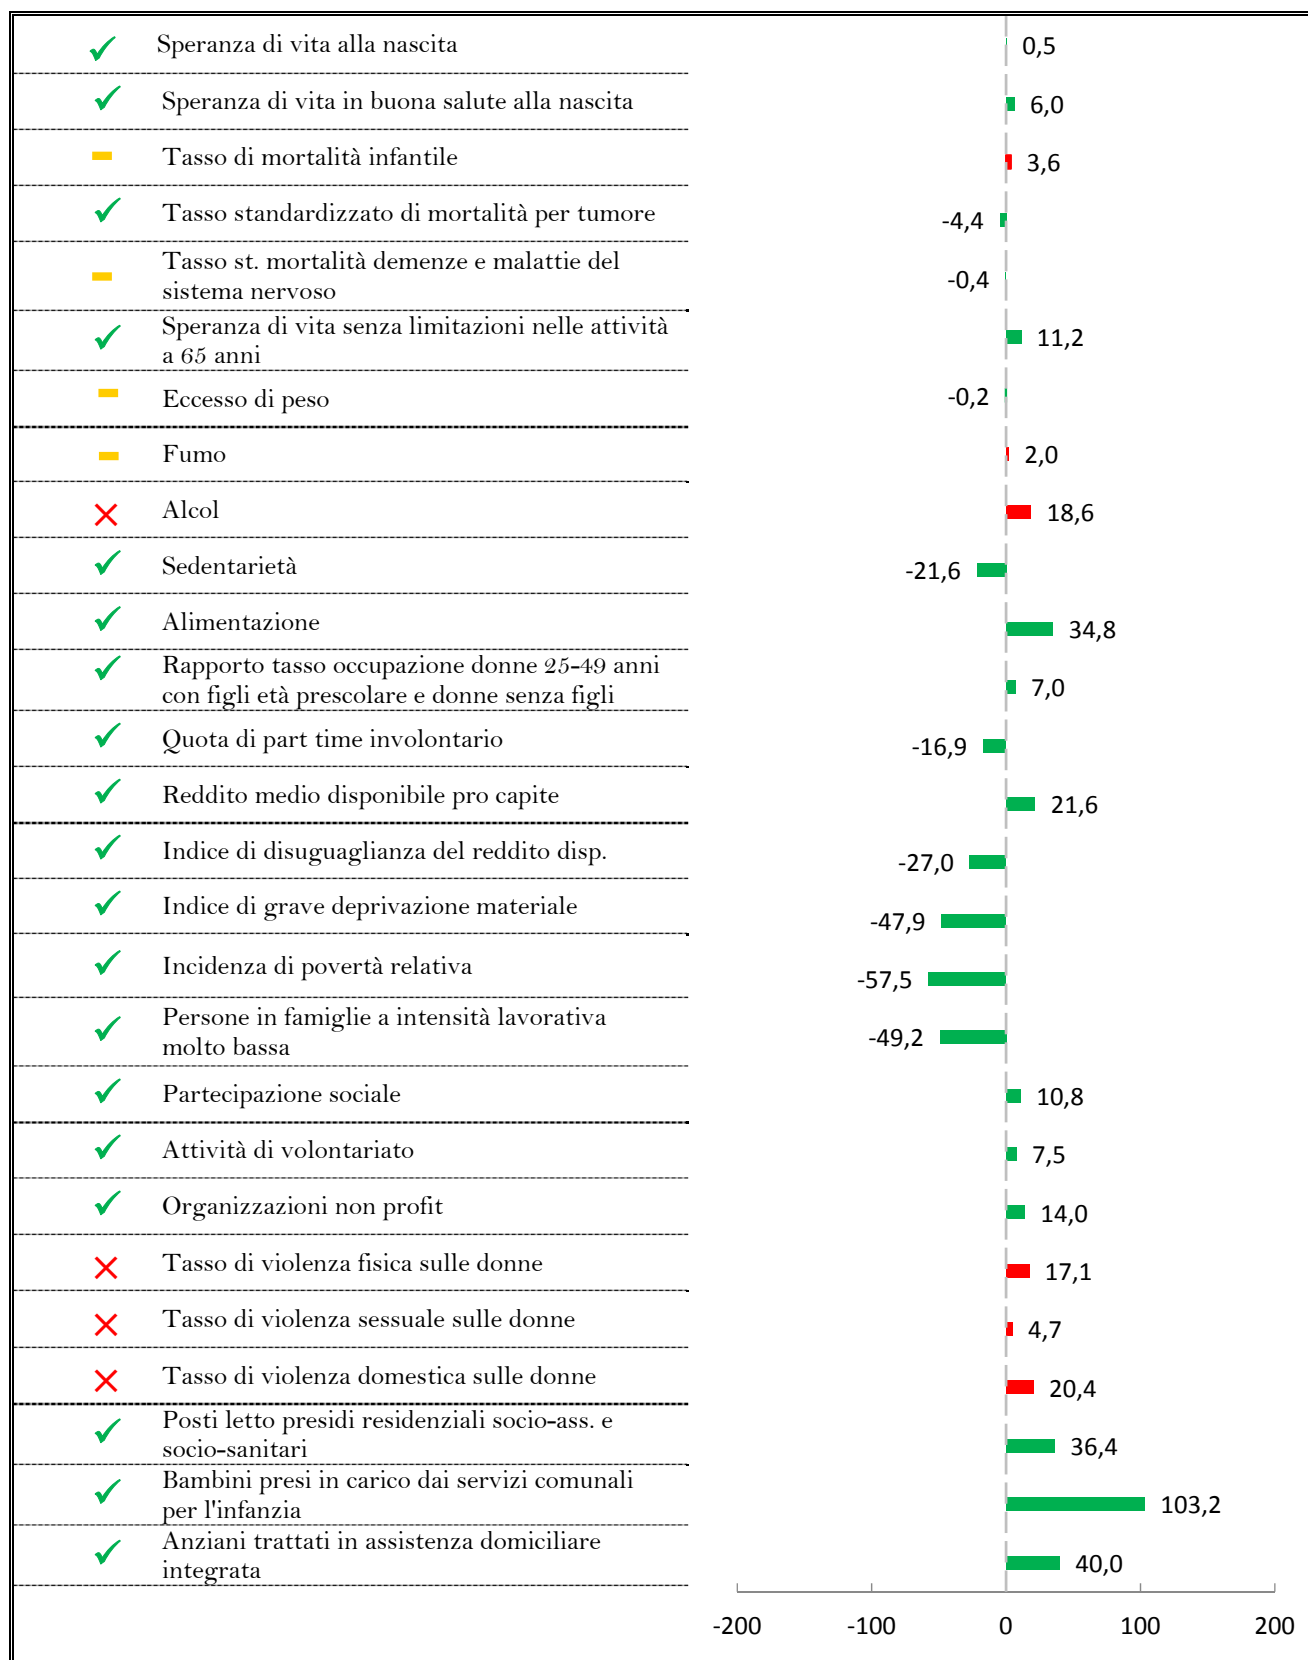 Speranza di vita alla nascita 0,5
Speranza di vita in buona salute alla nascita 6,0
Tasso di mortalità infantile 3,6
Tasso standardizzato di mortalità per tumore -4,4
Tasso st. mortalità demenze e malattie del
sistema nervoso -0,4
Speranza di vita senza limitazioni nelle attività
a 65 anni 11,2
Eccesso di peso -0,2
Fumo 2,0
Alcol 18,6
Sedentarietà -21,6
Alimentazione 34,8
Rapporto tasso occupazione donne 25-49 anni
con figli età prescolare e donne senza figli 7,0
Quota di part time involontario -16,9
Reddito medio disponibile pro capite 21,6
Indice di disuguaglianza del reddito disp. -27,0
Indice di grave deprivazione materiale -47,9
Incidenza di povertà relativa -57,5
Persone in famiglie a intensità lavorativa
molto bassa -49,2
Partecipazione sociale 10,8
Attività di volontariato 7,5
Organizzazioni non profit 14,0
Tasso di violenza fisica sulle donne 17,1
Tasso di violenza sessuale sulle donne 4,7
Tasso di violenza domestica sulle donne 20,4
Posti letto presidi residenziali socio-ass. e
socio-sanitari 36,4
Bambini presi in carico dai servizi comunali
per l'infanzia 103,2
Anziani trattati in assistenza domiciliare
integrata 40,0
-200 -100 0 100 200